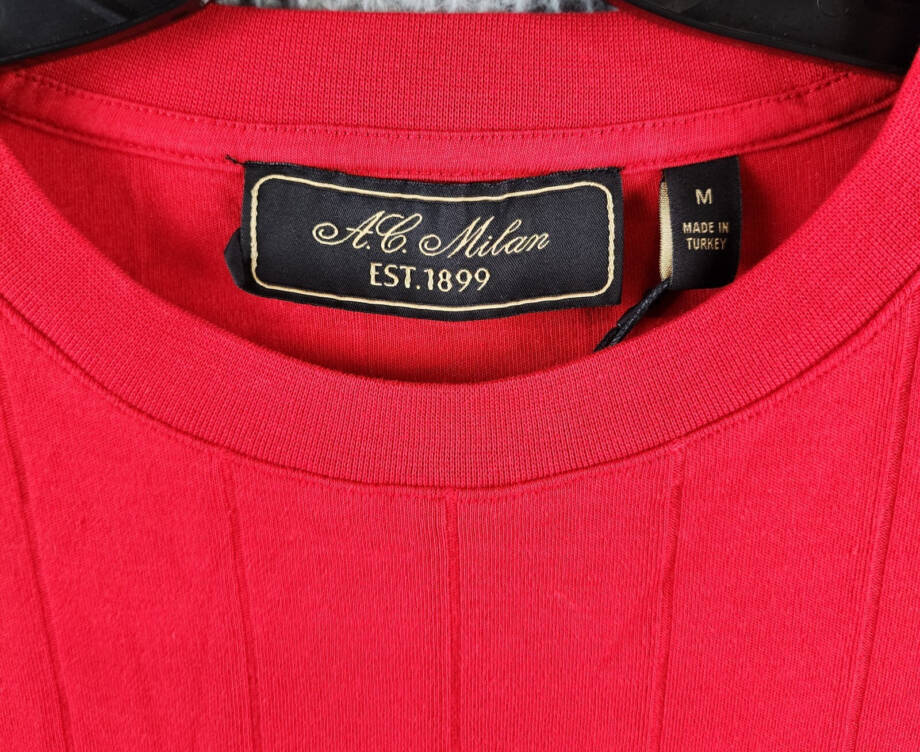 A.C. Milan
EST.1899
M
MADE IN
TURKEY